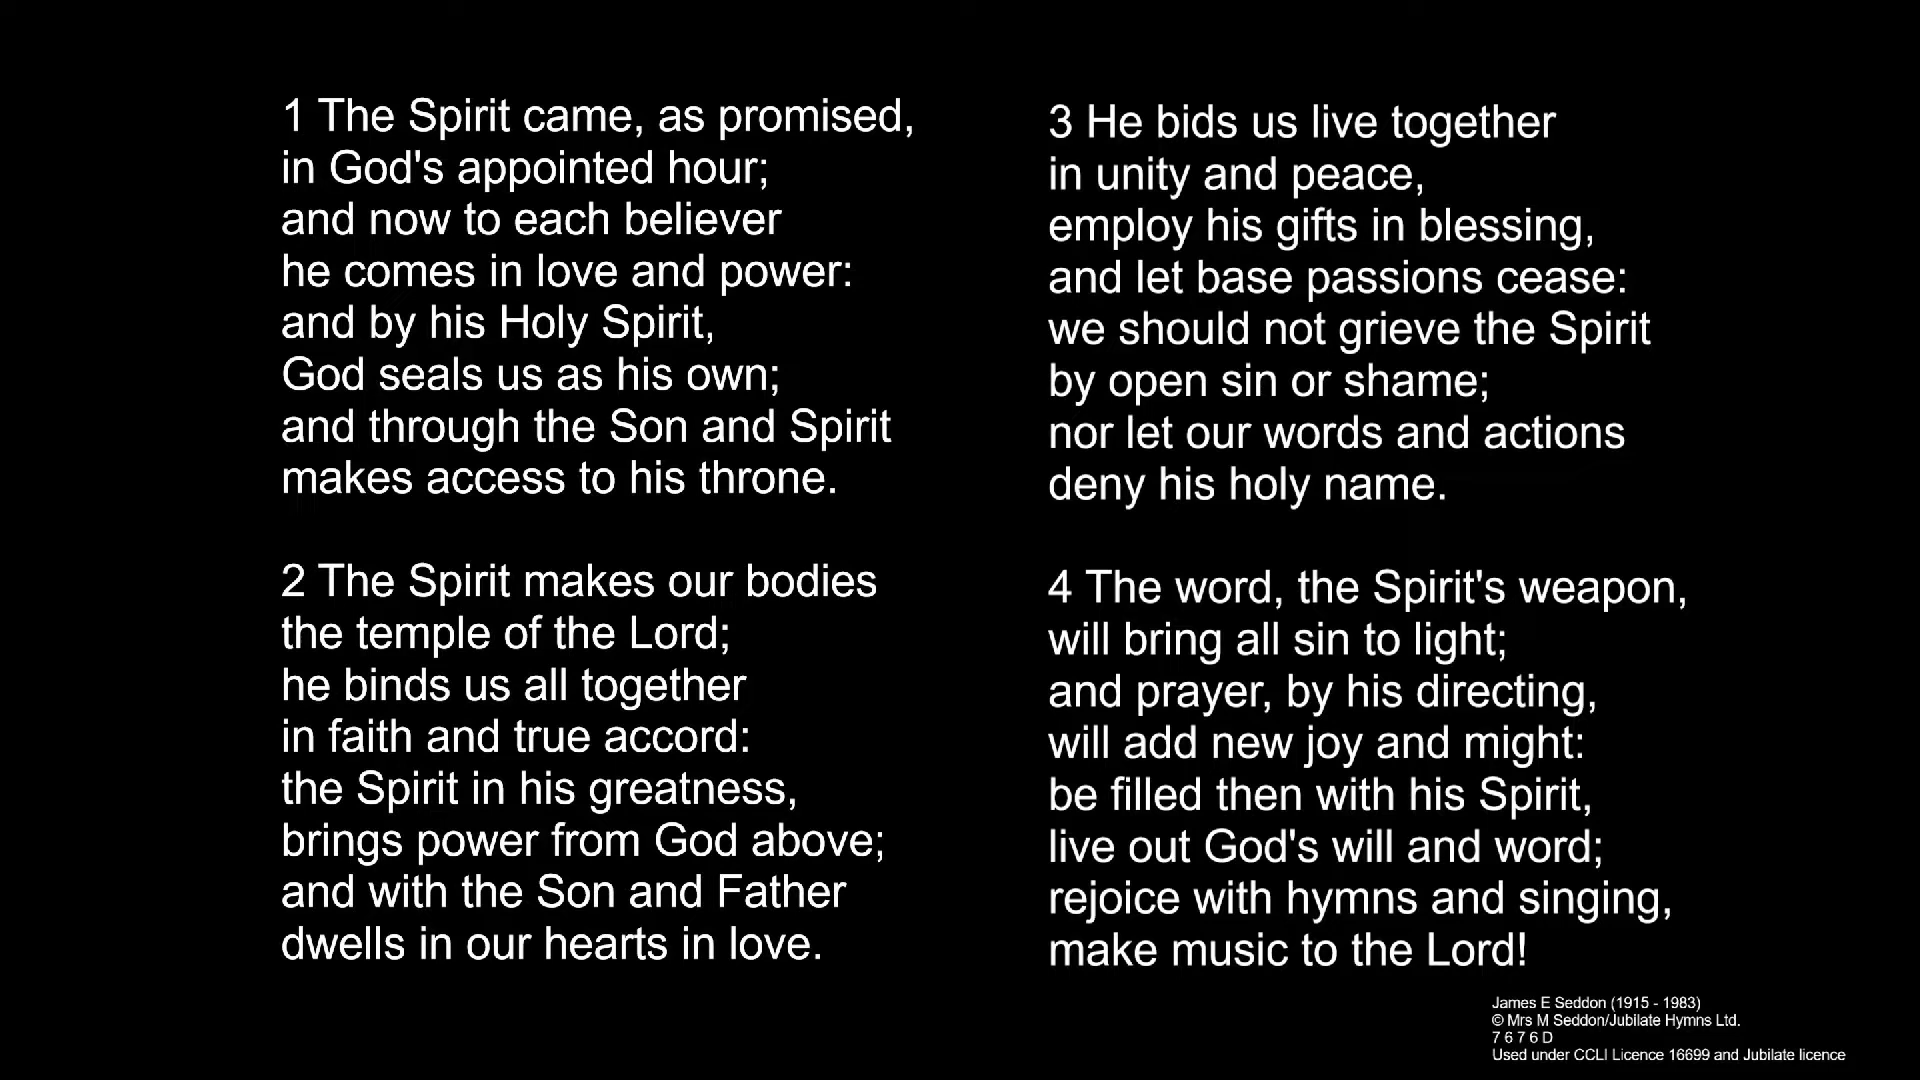 1 The Spirit came, as promised,
in God's appointed hour;
and now to each believer
he comes in love and power:
and by his Holy Spirit,
God seals us as his own;
and through the Son and Spirit
makes access to his throne.
2 The Spirit makes our bodies
the temple of the Lord;
he binds us all together
in faith and true accord:
the Spirit in his greatness,
brings power from God above;
and with the Son and Father
dwells in our hearts in love.
3 He bids us live together
in unity and peace,
employ his gifts in blessing,
and let base passions cease:
we should not grieve the Spirit
by open sin or shame;
nor let our words and actions
deny his holy name.
4 The word, the Spirit's weapon,
will bring all sin to light;
and prayer, by his directing,
will add new joy and might:
be filled then with his Spirit,
live out God's will and word;
rejoice with hymns and singing,
make music to the Lord!
James E Seddon (1915 - 1983)
© Mrs M Seddon/Jubilate Hymns Ltd.
7 6 7 6 D
Used under CCLI Licence 16699 and Jubilate licence